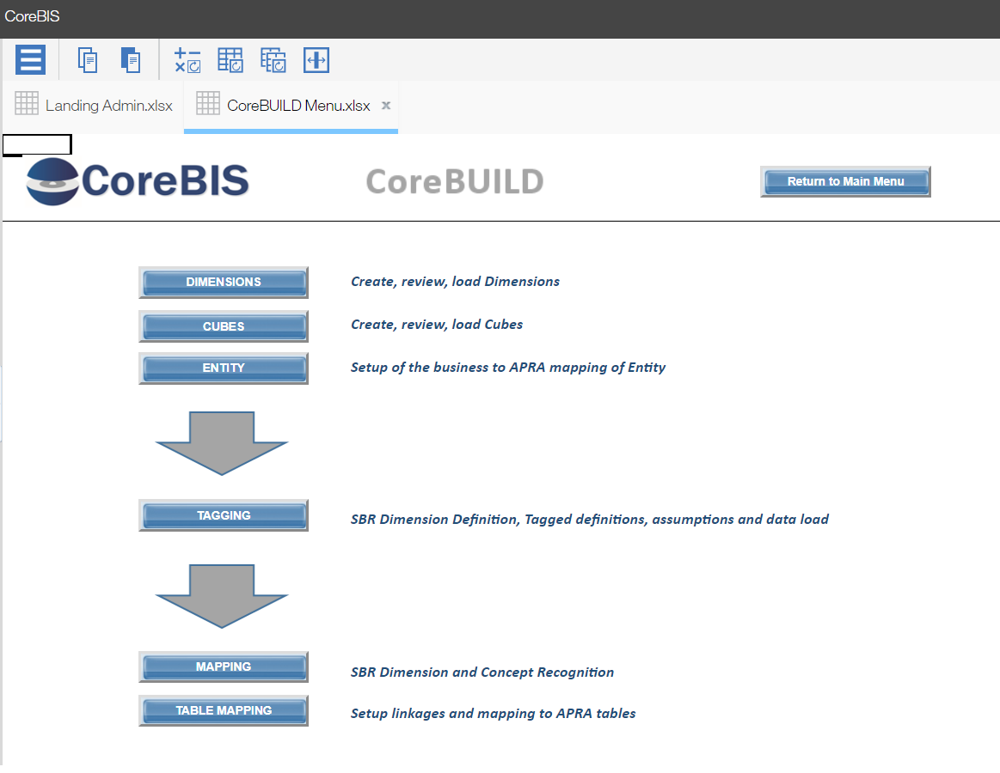 CoreBIS
Landing Admin.xlsx CoreBUILD Menu.xlsx x
CoreBIS CoreBUILD Return to Main Menu
DIMENSIONS Create, review, load Dimensions
CUBES Create, review, load Cubes
ENTITY Setup of the business to APRA mapping of Entity
TAGGING SBR Dimension Definition, Tagged definitions, assumptions and data load
MAPPING SBR Dimension and Concept Recognition
TABLE MAPPING Setup linkages and mapping to APRA tables